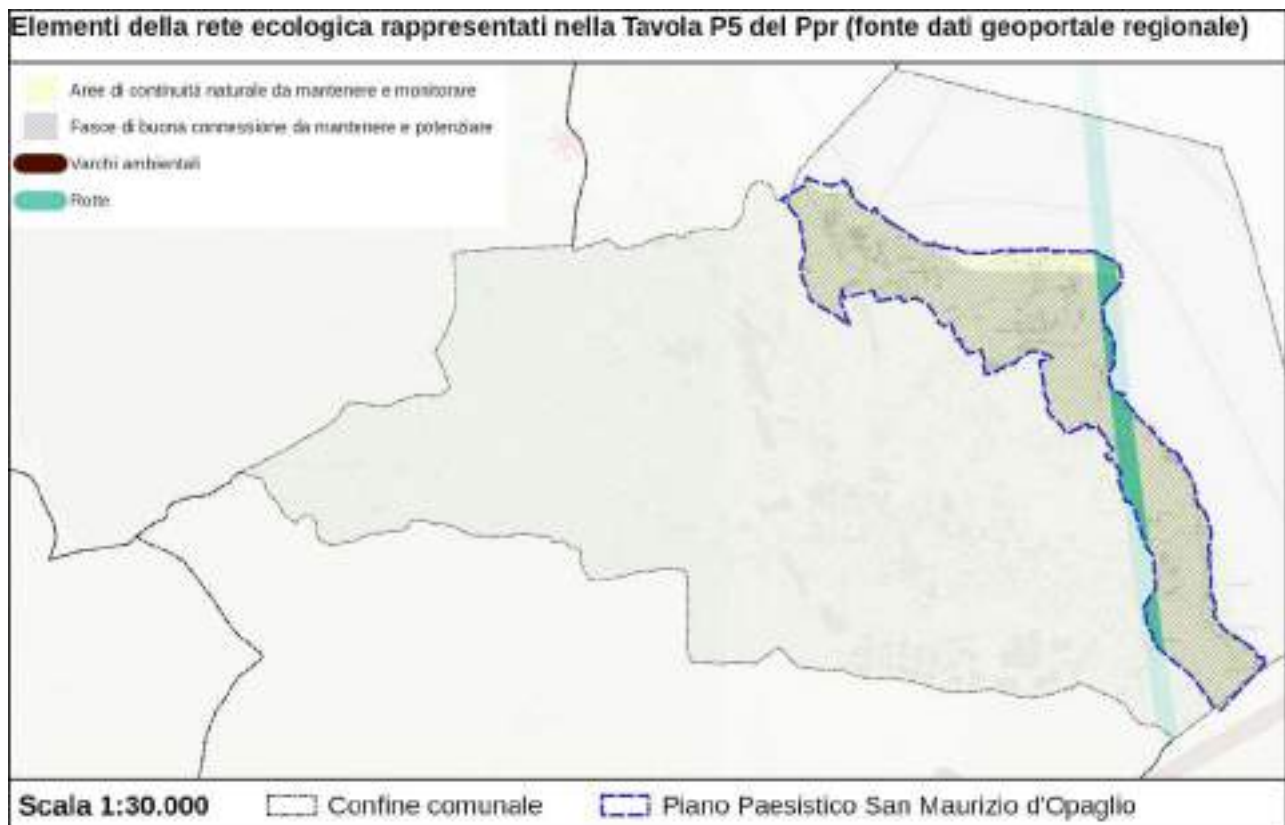 Elementi della rete ecologica rappresentati nella Tavola P5 del Ppr (fonte dati geoportale regionale)
Aree di continuità naturale da mantenere e monitorare
Fasce di buona connessione da mantenere e potenziare
Varchi ambientali
Rotte
Scala 1:30.000 Confine comunale Piano Paesistico San Maurizio d'Opaglio